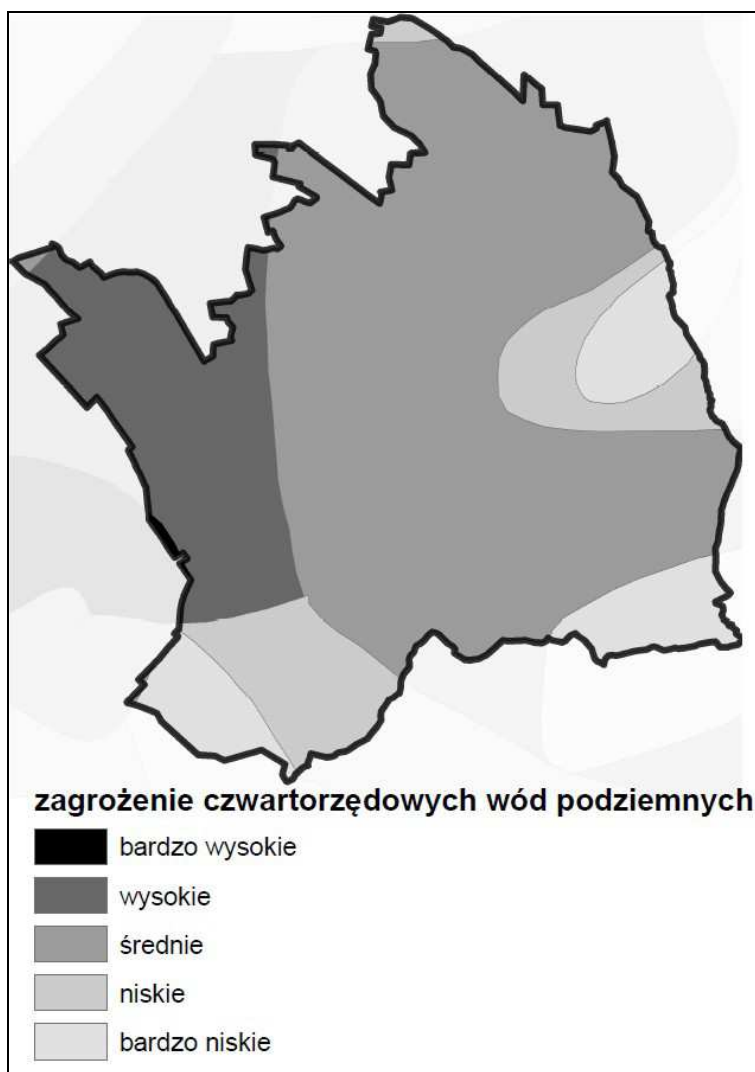 zagrożenie czwartorzędowych wód podziemnych
bardzo wysokie
wysokie
średnie
niskie
bardzo niskie